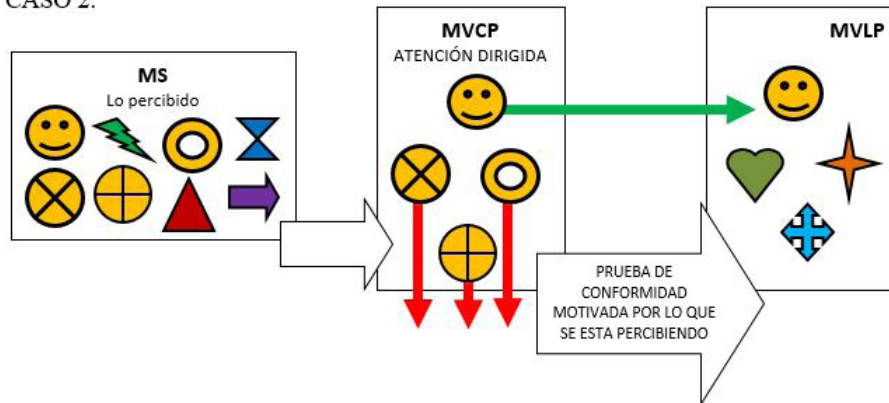 CASO 2.
MVCP
ATENCIÓN DIRIGIDA
MVLP
MS
Lo percibido
PRUEBA DE
CONFORMIDAD
MOTIVADA POR LO QUE
SE ESTA PERCIBIENDO